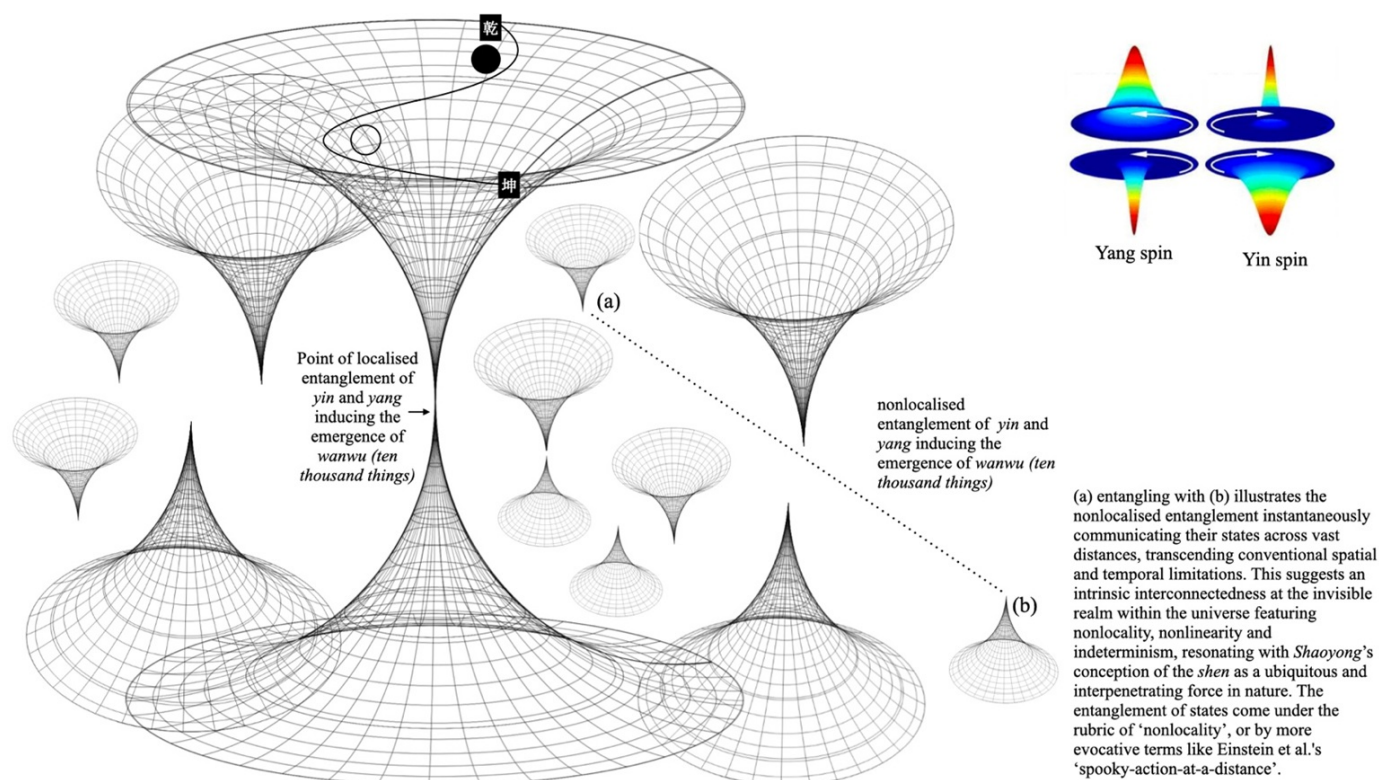 乾
坤
Yang spin
Yin spin
(a)
Point of localised
entanglement of
yin and yang
inducing the
emergence of
wanwu (ten
thousand things)
nonlocalised
entanglement of yin and
yang inducing the
emergence of wanwu (ten
thousand things)
(b)
(a) entangling with (b) illustrates the
nonlocalised entanglement instantaneously
communicating their states across vast
distances, transcending conventional spatial
and temporal limitations. This suggests an
intrinsic interconnectedness at the invisible
realm within the universe featuring
nonlocality, nonlinearity and
indeterminism, resonating with Shaoyong's
conception of the shen as a ubiquitous and
interpenetrating force in nature. The
entanglement of states come under the
rubric of ‘nonlocality’, or by more
evocative terms like Einstein et al.'s
‘spooky-action-at-a-distance’.